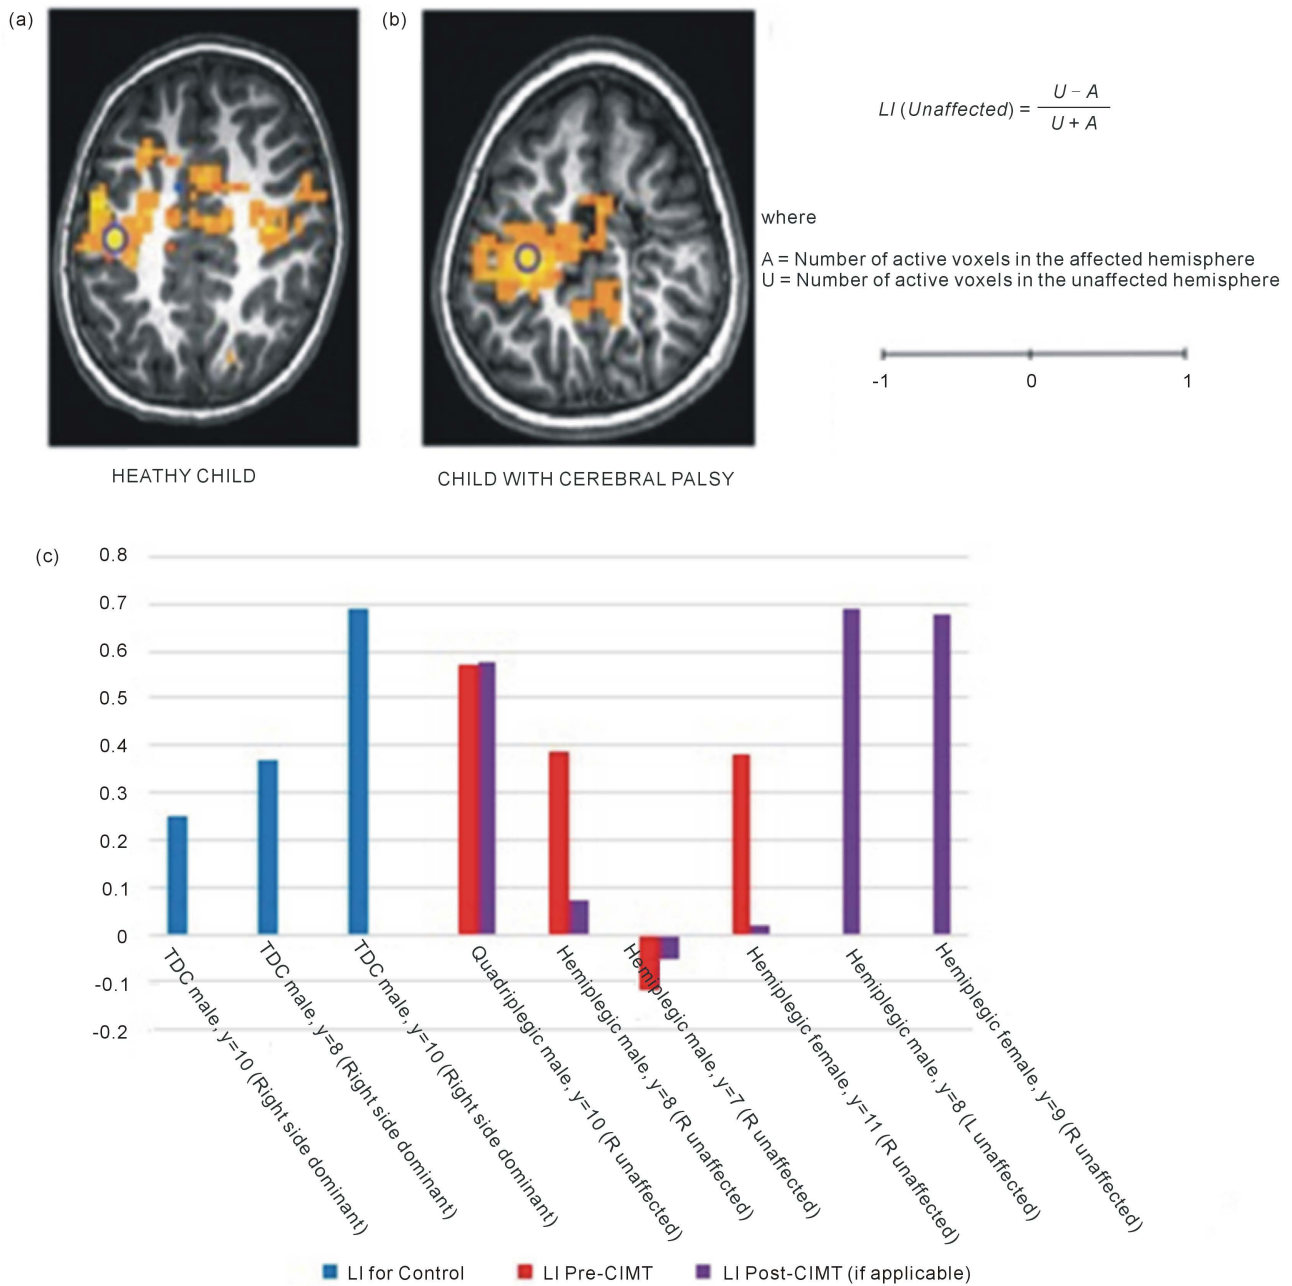 (a)
(b)
LI (Unaffected) = U – A
U + A
where
A = Number of active voxels in the affected hemisphere
U = Number of active voxels in the unaffected hemisphere
-1 0 1
HEATHY CHILD
CHILD WITH CEREBRAL PALSY
(c)
0.8
0.7
0.6
0.5
0.4
0.3
0.2
0.1
0
-0.1
-0.2
TDC male, y=10 (Right side dominant)
TDC male, y=8 (Right side dominant)
TDC male, y=10 (Right side dominant)
Quadriplegic male, y=10 (R unaffected)
Hemiplegic male, y=8 (R unaffected)
Hemiplegic male, y=7 (R unaffected)
Hemiplegic female, y=11 (R unaffected)
Hemiplegic male, y=8 (L unaffected)
Hemiplegic female, y=9 (R unaffected)
LI for Control LI Pre-CIMT LI Post-CIMT (if applicable)